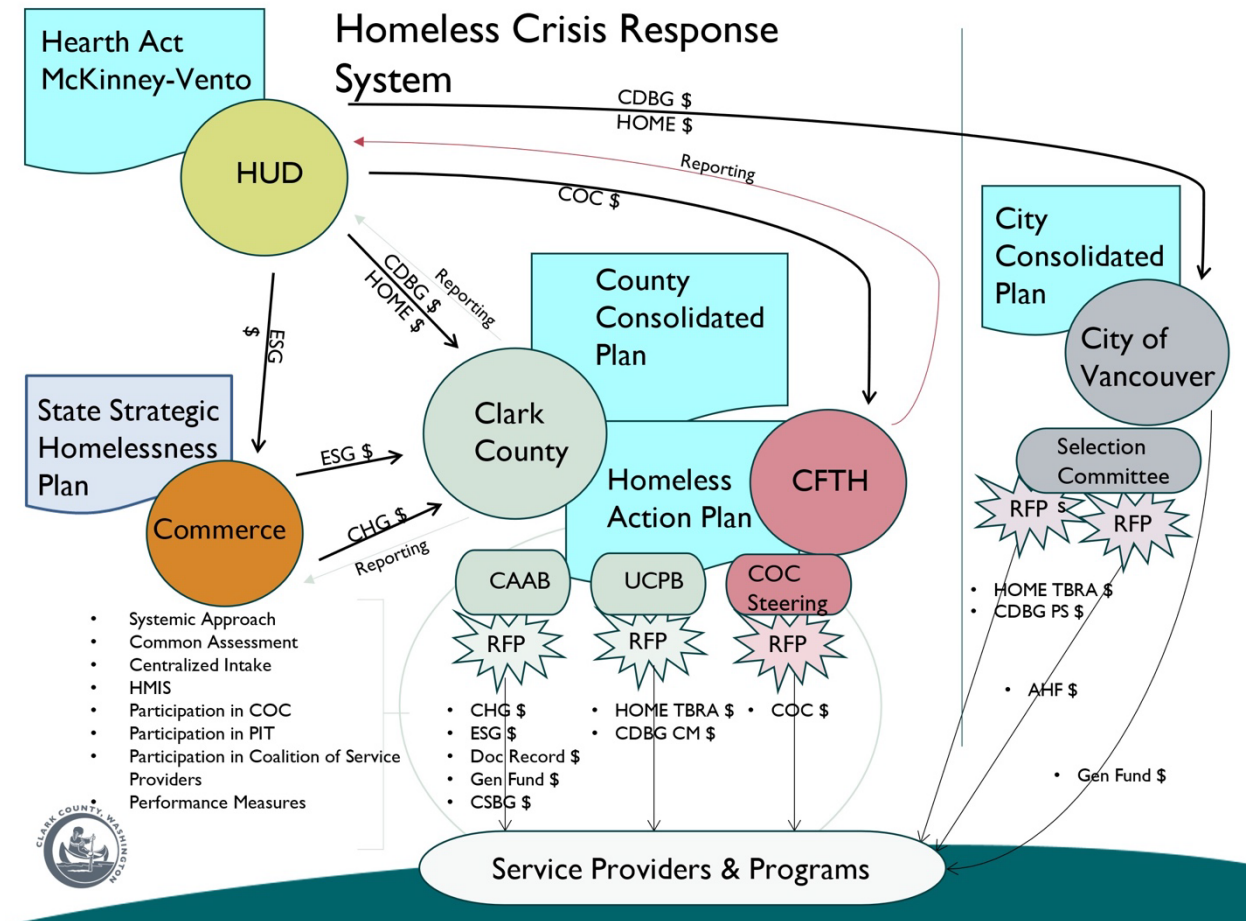 Homeless Crisis Response
System
Hearth Act
McKinney-Vento
HUD
CDBG $
HOME $
Reporting
COC $
CDBG $
HOME $
Reporting
ESG
$
City
Consolidated
Plan
City of
Vancouver
County
Consolidated
Plan
State Strategic
Homelessness
Plan
Commerce
ESG $
CHG $
Reporting
Clark
County
Homeless
Action Plan
CFTH
Selection
Committee
RFP s
RFP
CAAB
UCPB
COC
Steering
RFP
RFP
RFP
• Systemic Approach
• Common Assessment
• Centralized Intake
• HMIS
• Participation in COC
• Participation in PIT
• Participation in Coalition of Service
Providers
• Performance Measures
• CHG $
• ESG $
• Doc Record $
• Gen Fund $
• CSBG $
• HOME TBRA $
• CDBG CM $
• COC $
• HOME TBRA $
• CDBG PS $
• AHF $
• Gen Fund $
CLARK COUNTY, WASHINGTON
Service Providers & Programs